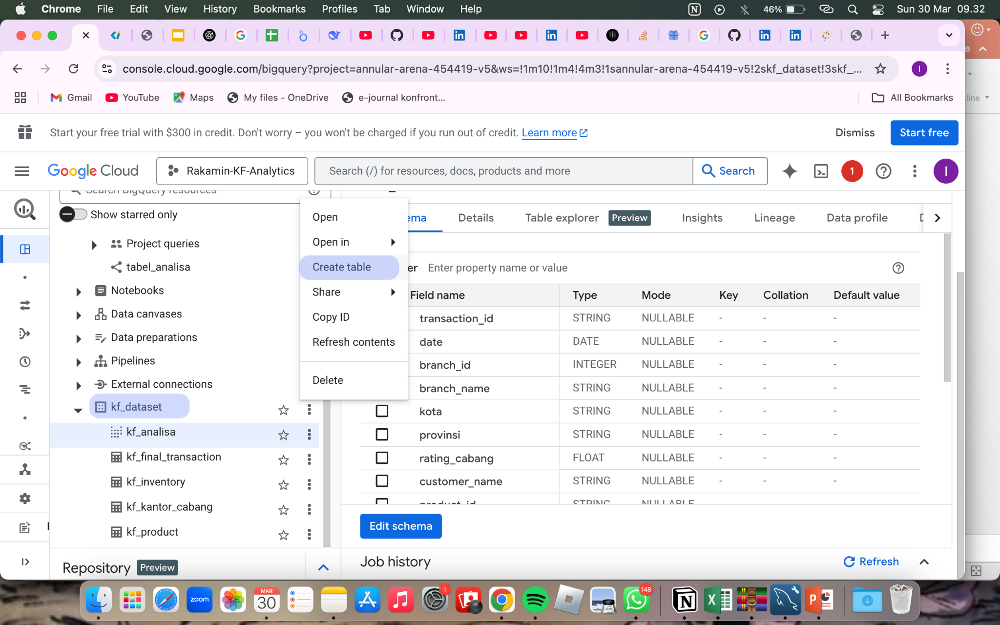 Chrome File Edit View History Bookmarks Profiles Tab Window Help 46% Sun 30 Mar 09.32
console.cloud.google.com/bigquery?project=annular-arena-454419-v5&ws=!1m10!1m4!4m3!1sannular-arena-454419-v5!2skf_dataset!3skf_...
Gmail YouTube Maps My files - OneDrive e-journal konfront... All Bookmarks
Start your free trial with $300 in credit. Don't worry – you won't be charged if you run out of credit. Learn more Dismiss Start free
Google Cloud Rakamin-KF-Analytics Search (/) for resources, docs, products and more Search 1 I
Search BigQuery resources
Show starred only
Project queries
tabel_analisa
Notebooks
Data canvases
Data preparations
Pipelines
External connections
kf_dataset
kf_analisa
kf_final_transaction
kf_inventory
kf_kantor_cabang
kf_product
Repository Preview
Open
Open in
Create table
Share
Copy ID
Refresh contents
Delete
ema Details Table explorer Preview Insights Lineage Data profile
er Enter property name or value
Field name Type Mode Key Collation Default value
transaction_id STRING NULLABLE - - -
date DATE NULLABLE - - -
branch_id INTEGER NULLABLE - - -
branch_name STRING NULLABLE - - -
kota STRING NULLABLE - - -
provinsi STRING NULLABLE - - -
rating_cabang FLOAT NULLABLE - - -
customer_name STRING NULLABLE - - -
product_id STRING NULLABLE
Edit schema
Job history Refresh
zoom MAR 30 1 148